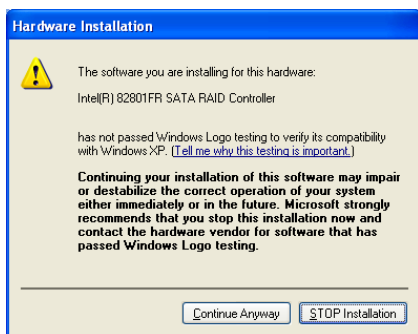 Hardware Installation
The software you are installing for this hardware:
Intel(R) 82801FR SATA RAID Controller
has not passed Windows Logo testing to verify its compatibility
with Windows XP. (Tell me why this testing is important.)
Continuing your installation of this software may impair
or destabilize the correct operation of your system
either immediately or in the future. Microsoft strongly
recommends that you stop this installation now and
contact the hardware vendor for software that has
passed Windows Logo testing.
Continue Anyway STOP Installation